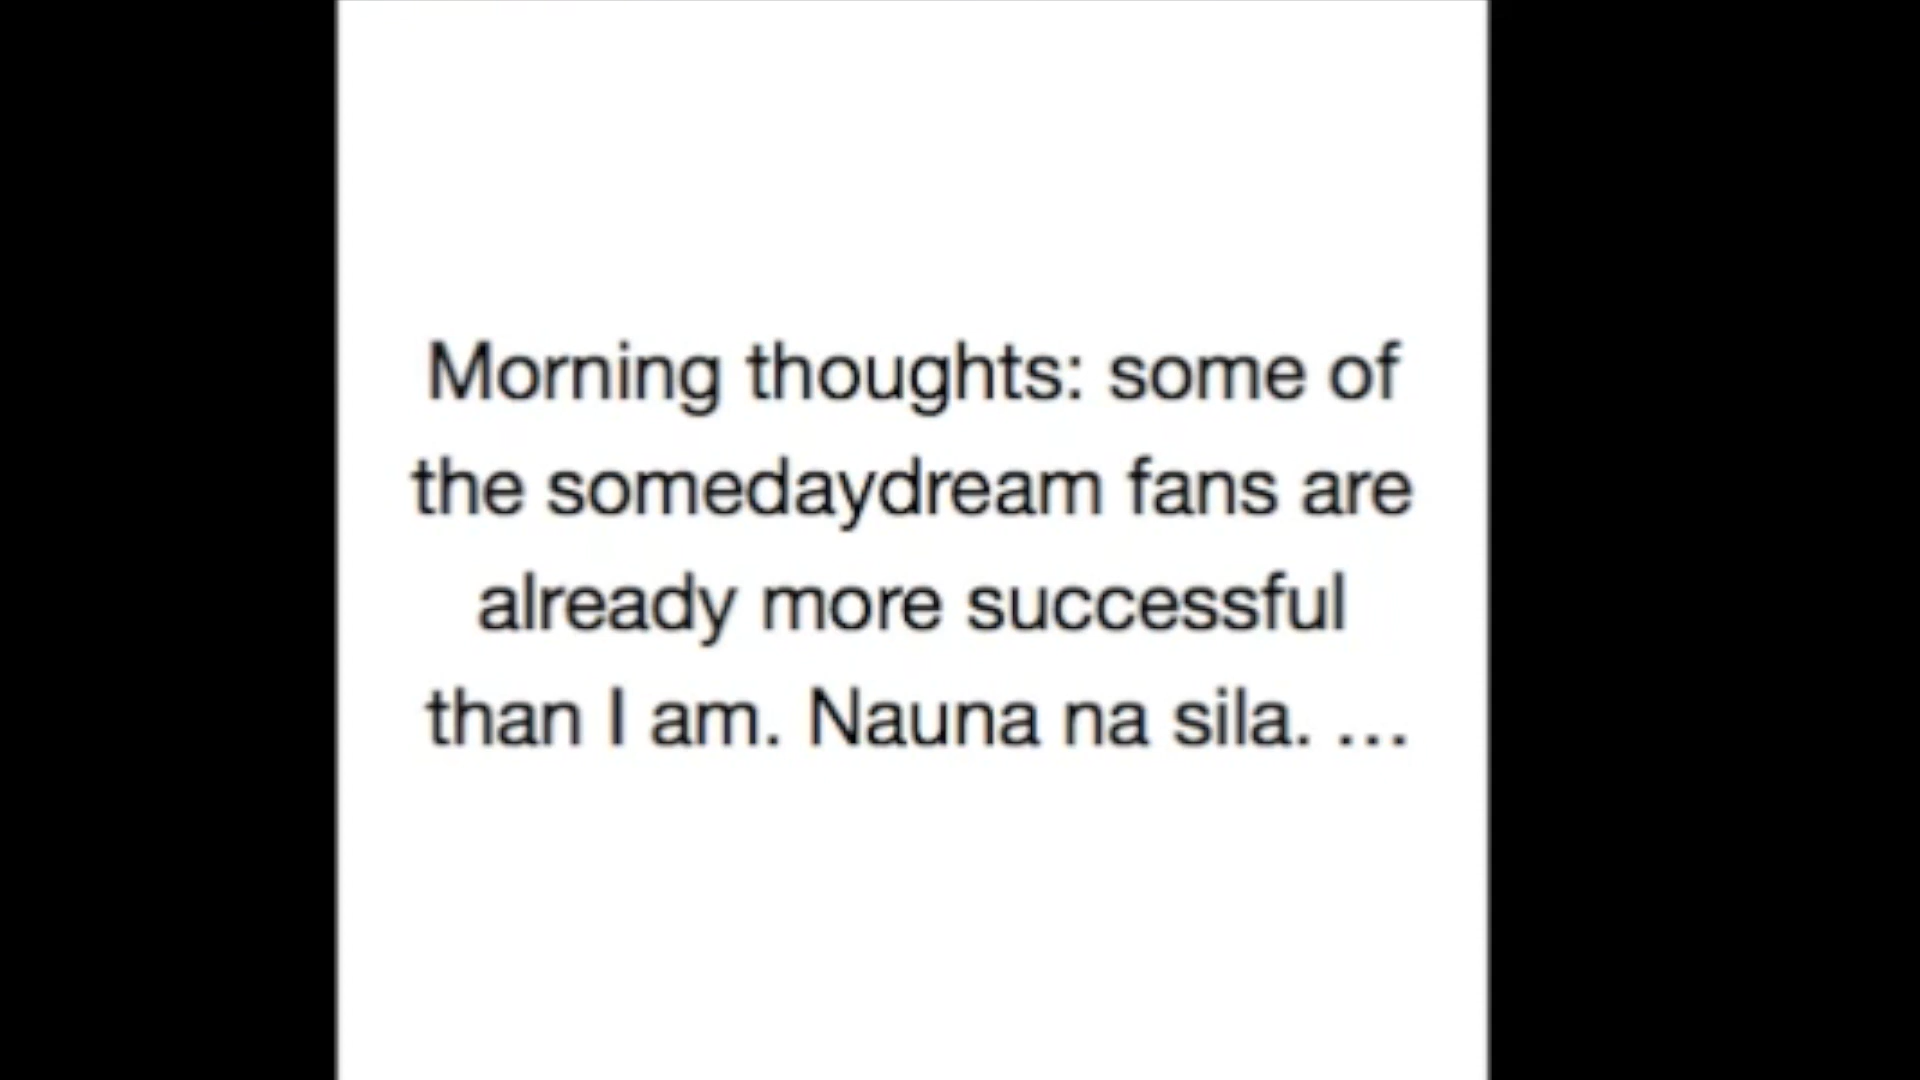 Morning thoughts: some of
the somedaydream fans are
already more successful
than I am. Nauna na sila. ...